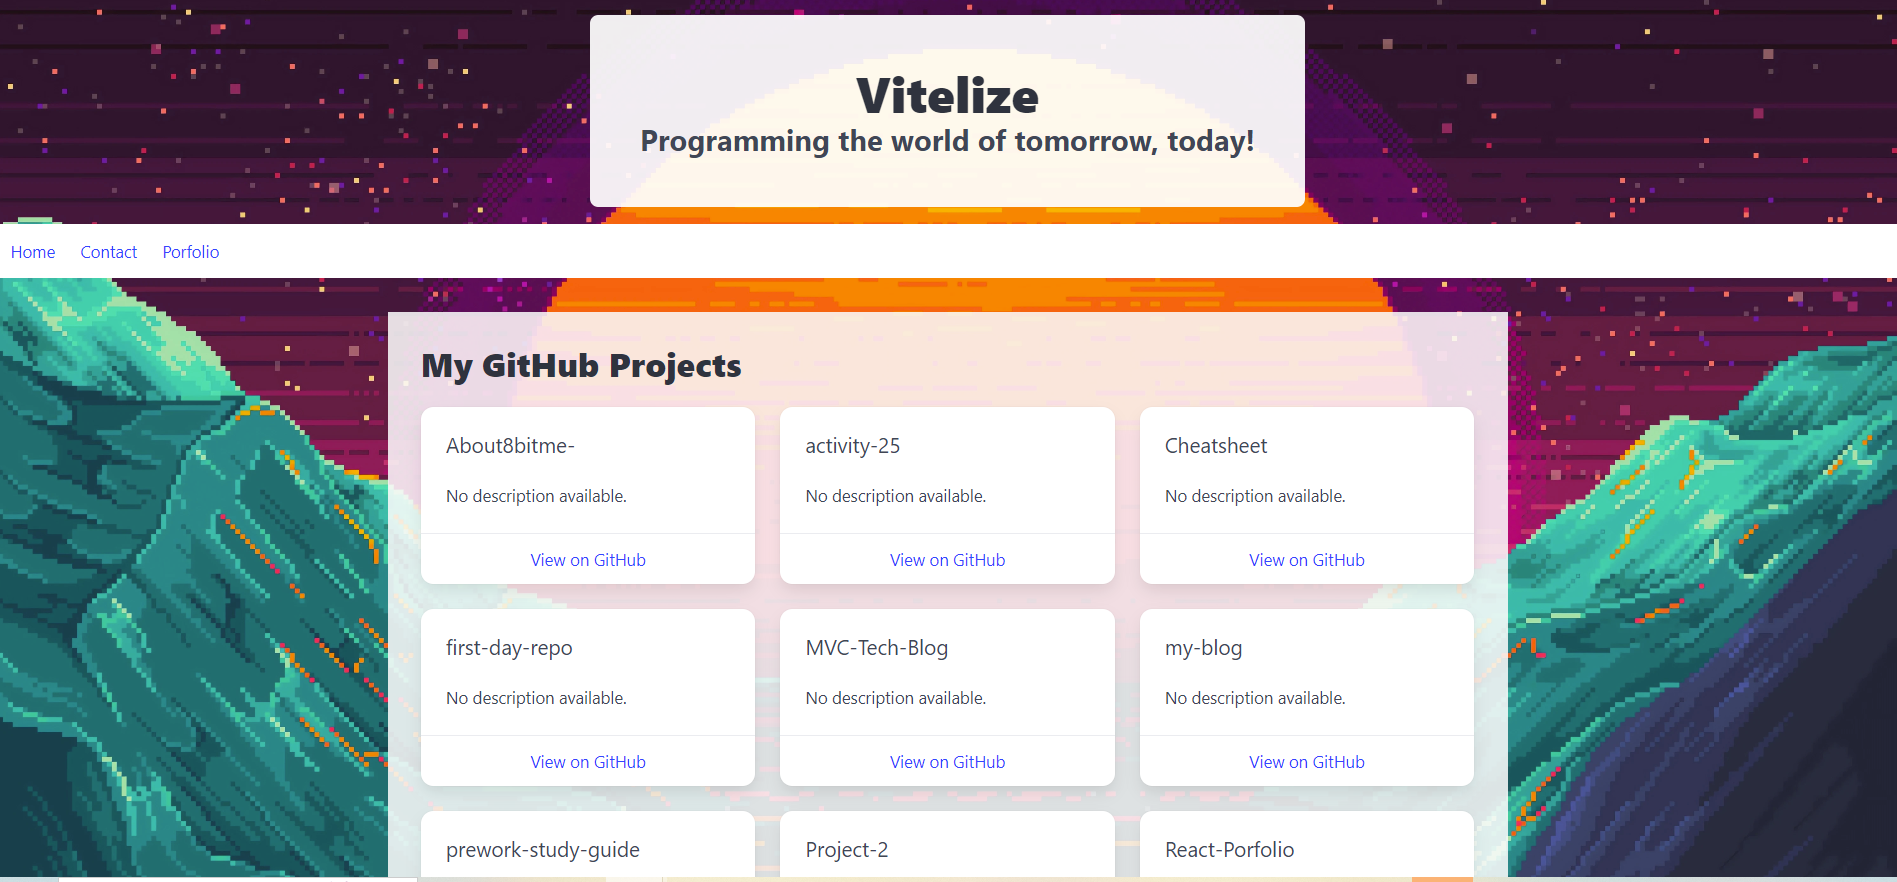 Vitelize
Programming the world of tomorrow, today!
Home Contact Porfolio
My GitHub Projects
About8bitme-
No description available.
View on GitHub
activity-25
No description available.
View on GitHub
Cheatsheet
No description available.
View on GitHub
first-day-repo
No description available.
View on GitHub
MVC-Tech-Blog
No description available.
View on GitHub
my-blog
No description available.
View on GitHub
prework-study-guide
Project-2
React-Porfolio